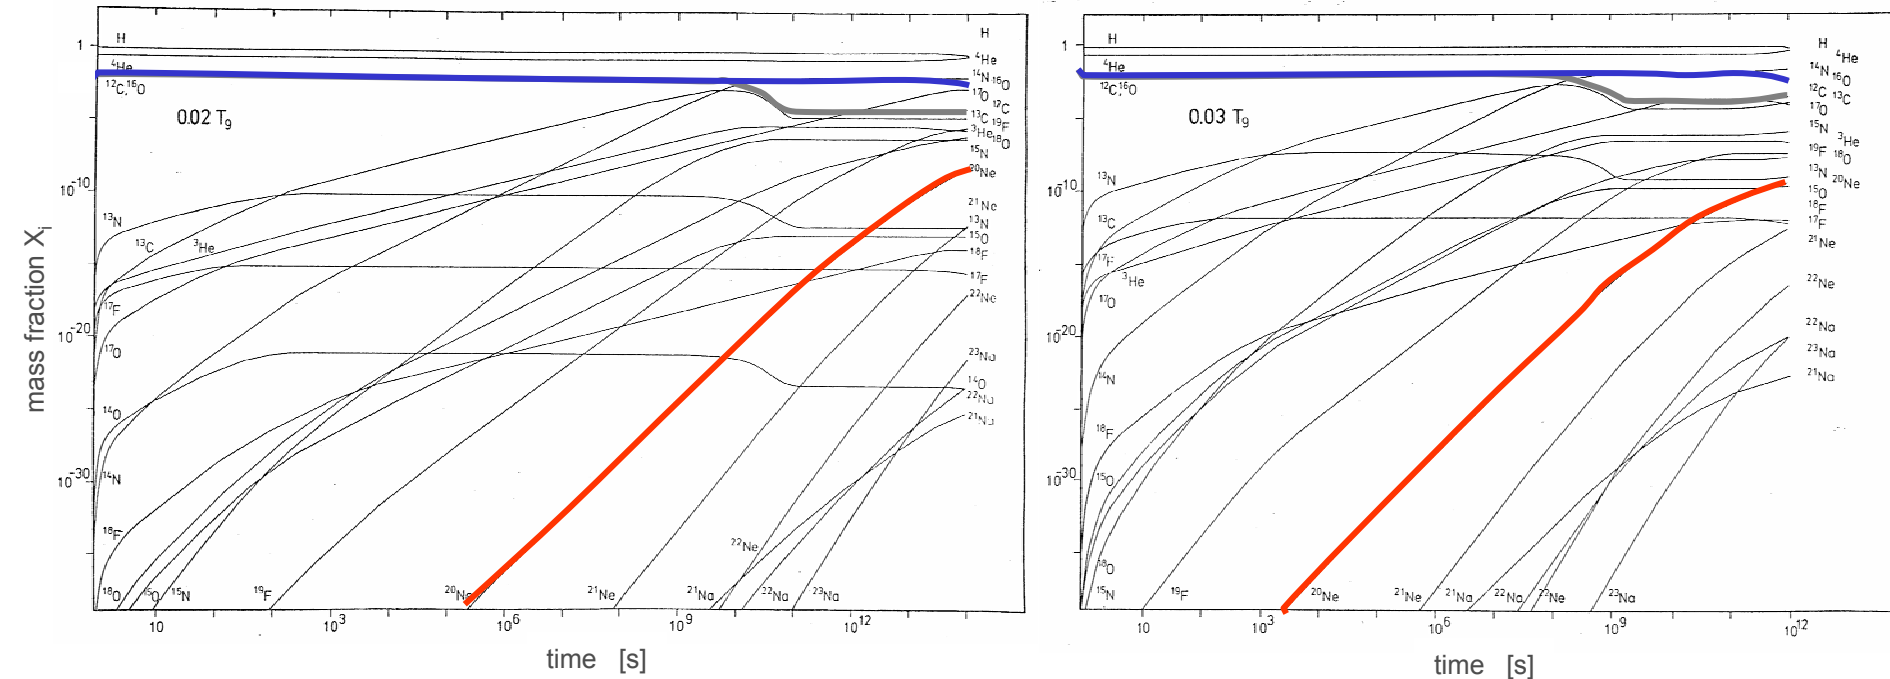 H
1
⁴He
¹²C,¹⁶O
0.02 T₉
10⁻¹⁰
¹³N
¹³C
³He
¹⁷F
10⁻²⁰
¹⁷O
¹⁴O
10⁻³⁰
¹⁴N
¹⁸F
¹⁸O
¹⁵O
¹⁵N
¹⁹F
²⁰Ne
²¹Ne
²¹Na
²²Ne
²²Na
²³Na
H
⁴He
¹⁴N ¹⁶O
¹⁷O
¹²C
¹³C ¹⁹F
³He ¹⁸O
¹⁵N
²⁰Ne
²¹Ne
¹³N
¹⁵O
¹⁸F
¹⁷F
²²Ne
²³Na
¹⁴O
²²Na
²¹Na
10
10³
10⁶
10⁹
10¹²
mass fraction Xᵢ
time [s]
H
1
⁴He
¹²C,¹⁶O
0.03 T₉
10⁻¹⁰
¹³N
¹³C
¹⁷F
³He
¹⁷O
10⁻²⁰
¹⁴N
¹⁸F
10⁻³⁰
¹⁵O
¹⁸O
¹⁵N
¹⁹F
²⁰Ne
²¹Ne
²¹Na
²²Na
²²Ne
²³Na
H
⁴He
¹⁴N ¹⁶O
¹²C ¹³C
¹⁷O
¹⁵N ³He
¹⁹F ¹⁸O
¹³N ²⁰Ne
¹⁵O
¹⁸F
¹⁷F
²¹Ne
²²Ne
²²Na
²³Na
²¹Na
10
10³
10⁶
10⁹
10¹²
time [s]